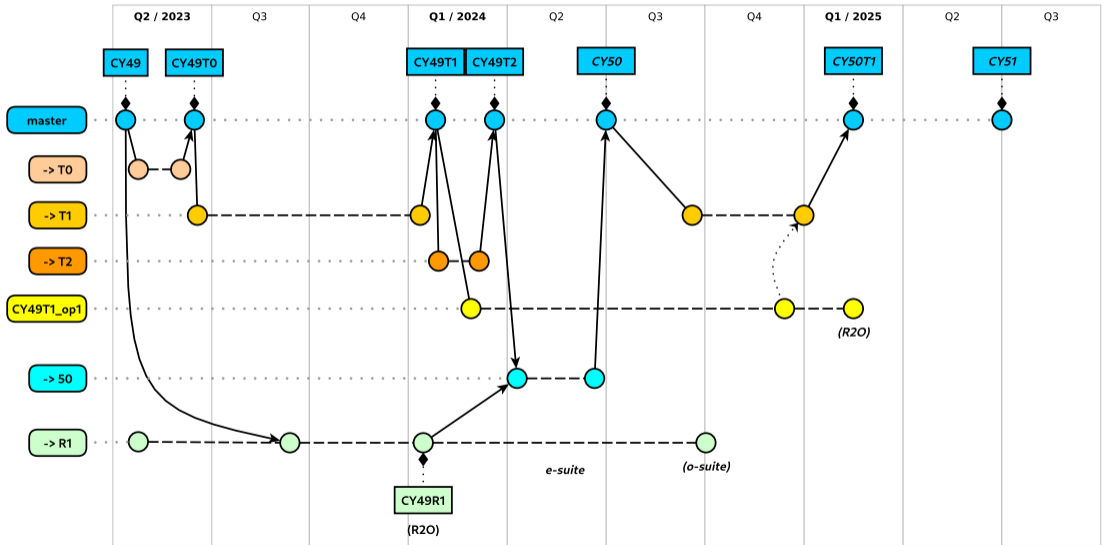 Q2 / 2023 Q3 Q4 Q1 / 2024 Q2 Q3 Q4 Q1 / 2025 Q2 Q3
CY49 CY49T0 CY49T1 CY49T2 CY50 CY50T1 CY51
master
-> T0
-> T1
-> T2
CY49T1_op1
(R2O)
-> 50
-> R1
e-suite (o-suite)
CY49R1
(R2O)